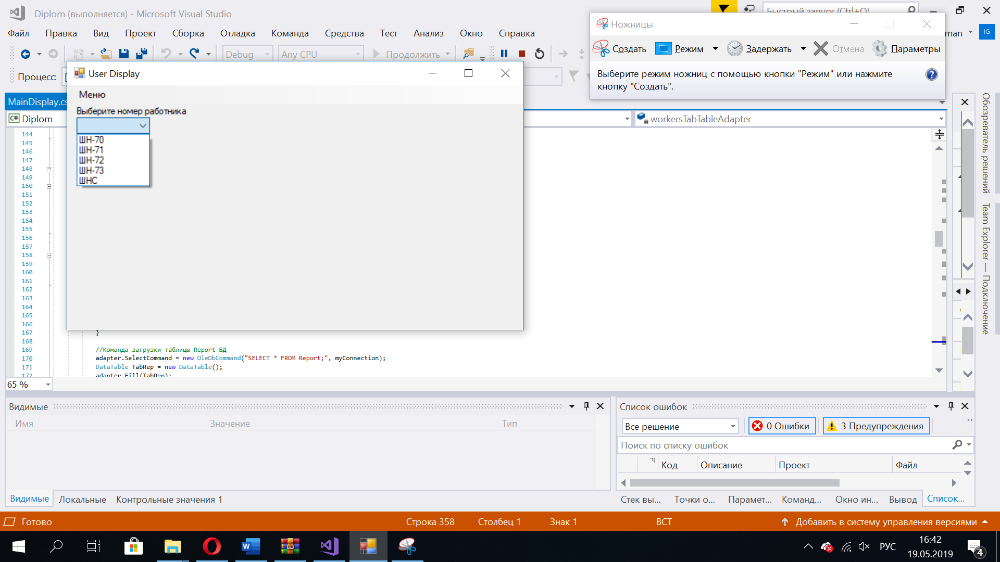 Diplom (выполняется) - Microsoft Visual Studio
Быстрый запуск (Ctrl+Q)
Файл Правка Вид Проект Сборка Отладка Команда Средства Тест Анализ Окно Справка
man IG
Debug Any CPU Продолжить
Процесс:
Ножницы
Создать Режим Задержать Отмена Параметры
Выберите режим ножниц с помощью кнопки "Режим" или нажмите
кнопку "Создать".
User Display
Меню
Выберите номер работника
ШН-70
ШН-71
ШН-72
ШН-73
ШНС
MainDisplay.cs
Diplom
workersTabTableAdapter
144
145
146
147
148
149
150
151
152
153
154
155
156
157
158
159
160
161
162
163
164
165
166
167 }
168
169 //Команда загрузки таблицы Report БД
170 adapter.SelectCommand = new OleDbCommand("SELECT * FROM Report;", myConnection);
171 DataTable TabRep = new DataTable();
172 adapter.Fill(TabRep);
65 %
Обозреватель решений
Team Explorer — Подключение
Видимые
Имя Значение Тип
Видимые Локальные Контрольные значения 1
Список ошибок
Все решение 0 Ошибки 3 Предупреждения
Поиск по списку ошибок
Код Описание Проект Файл
Стек вы... Точки о... Парамет... Команд... Окно ин... Вывод Список...
Готово Строка 358 Столбец 1 Знак 1 ВСТ Добавить в систему управления версиями
РУС
16:42
19.05.2019
4